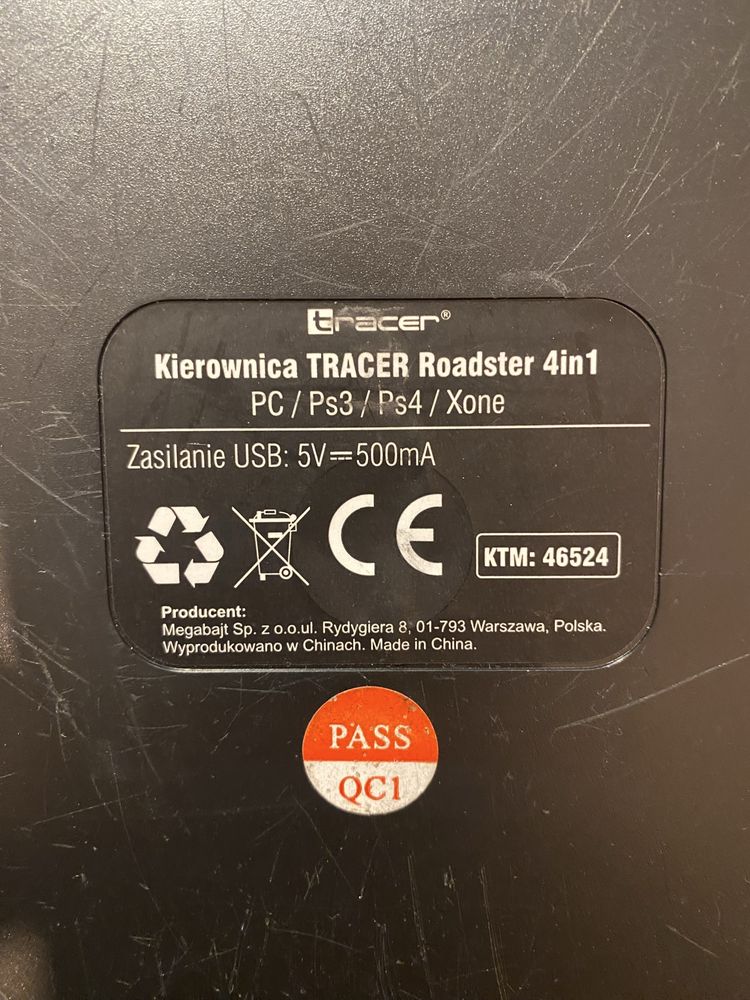 tracer®
Kierownica TRACER Roadster 4in1
PC / Ps3 / Ps4 / Xone
Zasilanie USB: 5V⎓500mA
CE
KTM: 46524
Producent:
Megabajt Sp. z o.o.ul. Rydygiera 8, 01-793 Warszawa, Polska.
Wyprodukowano w Chinach. Made in China.
PASS
QC1